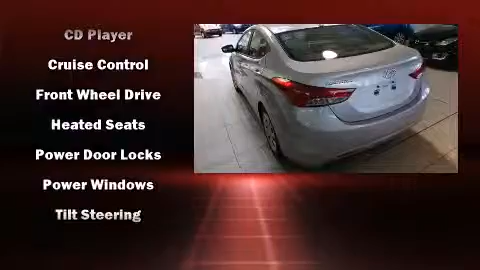 CD Player
Cruise Control
Front Wheel Drive
Heated Seats
Power Door Locks
Power Windows
Tilt Steering